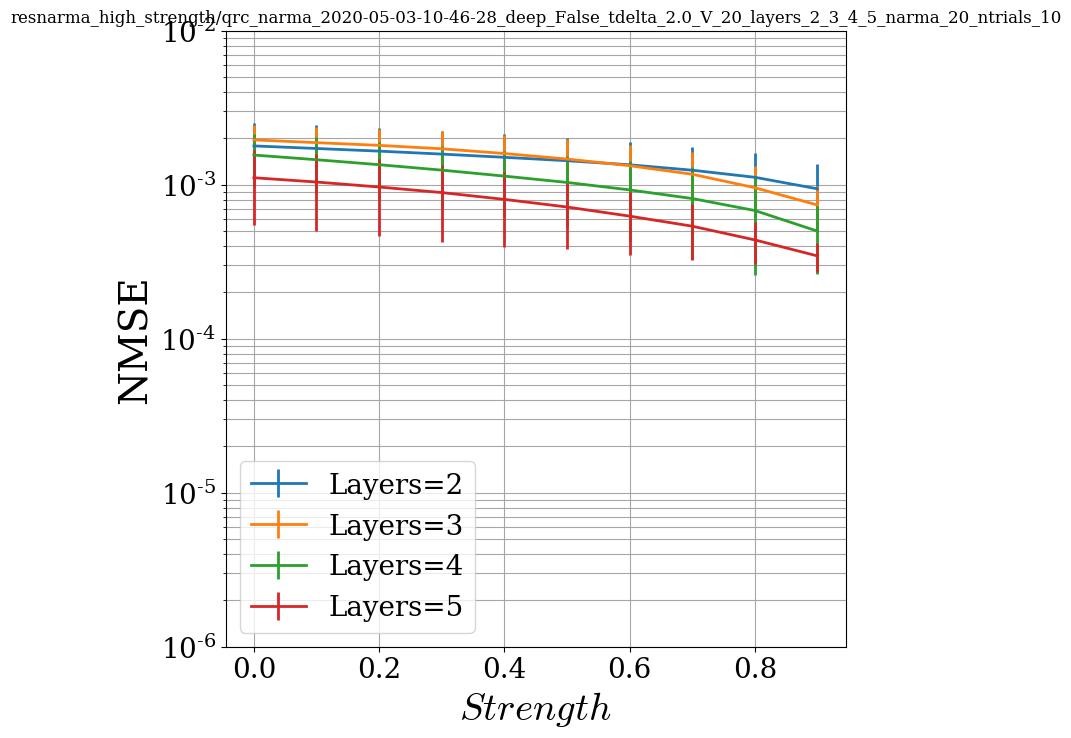 resnarma_high_strength/qrc_narma_2020-05-03-10-46-28_deep_False_tdelta_2.0_V_20_layers_2_3_4_5_narma_20_ntrials_10
10-2
10-3
10-4
10-5
10-6
NMSE
Layers=2
Layers=3
Layers=4
Layers=5
0.0 0.2 0.4 0.6 0.8
Strength